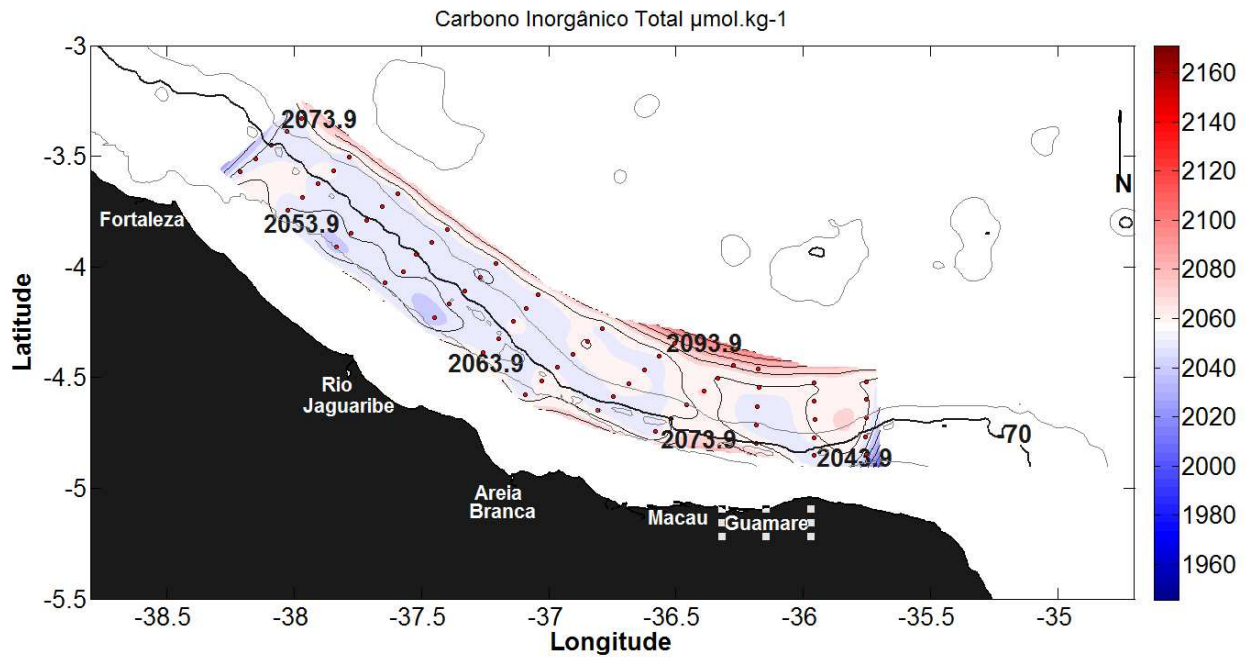 Carbono Inorgânico Total µmol.kg-1
-3
-3.5
-4
-4.5
-5
-5.5
Latitude
2073.9
2053.9
2063.9
2093.9
2073.9
2043.9
-70
N
Fortaleza
Rio
Jaguaribe
Areia
Branca
Macau
Guamare
-38.5
-38
-37.5
-37
-36.5
-36
-35.5
-35
Longitude
2160
2140
2120
2100
2080
2060
2040
2020
2000
1980
1960